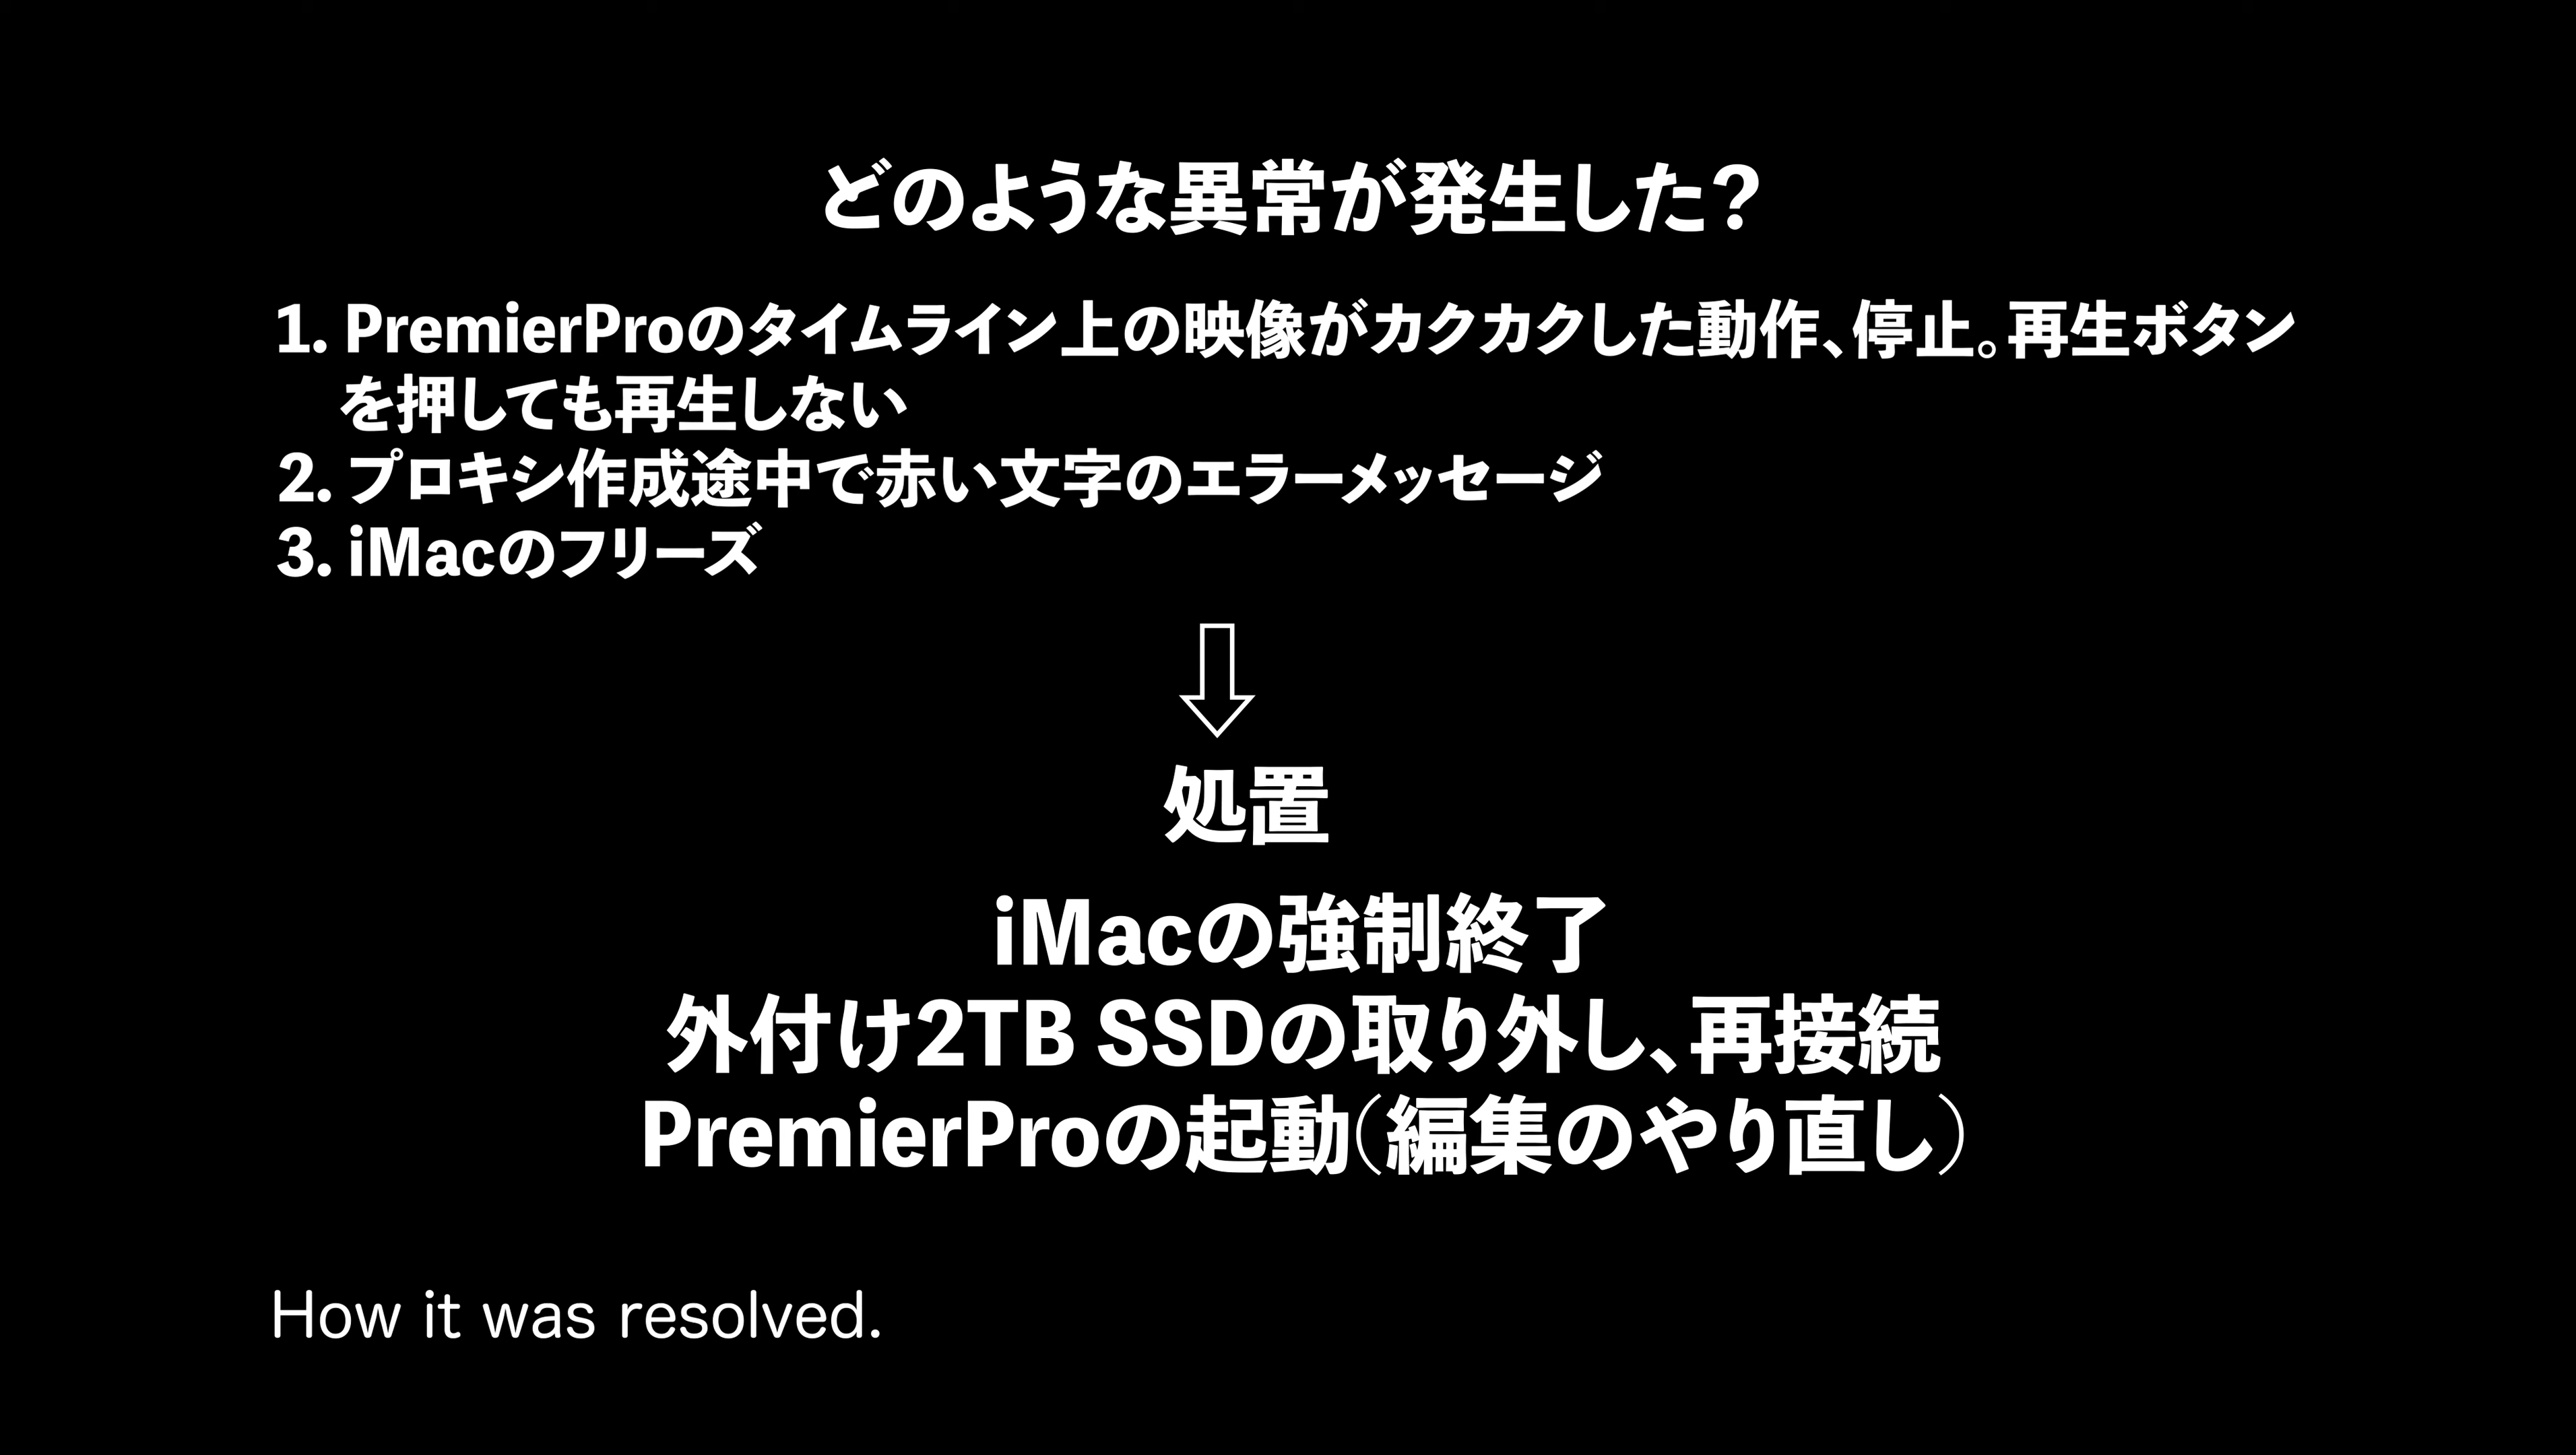 どのような異常が発生した?
1. PremierProのタイムライン上の映像がカクカクした動作、停止。再生ボタン
を押しても再生しない
2. プロキシ作成途中で赤い文字のエラーメッセージ
3. iMacのフリーズ
処置
iMacの強制終了
外付け2TB SSDの取り外し、再接続
PremierProの起動（編集のやり直し）
How it was resolved.